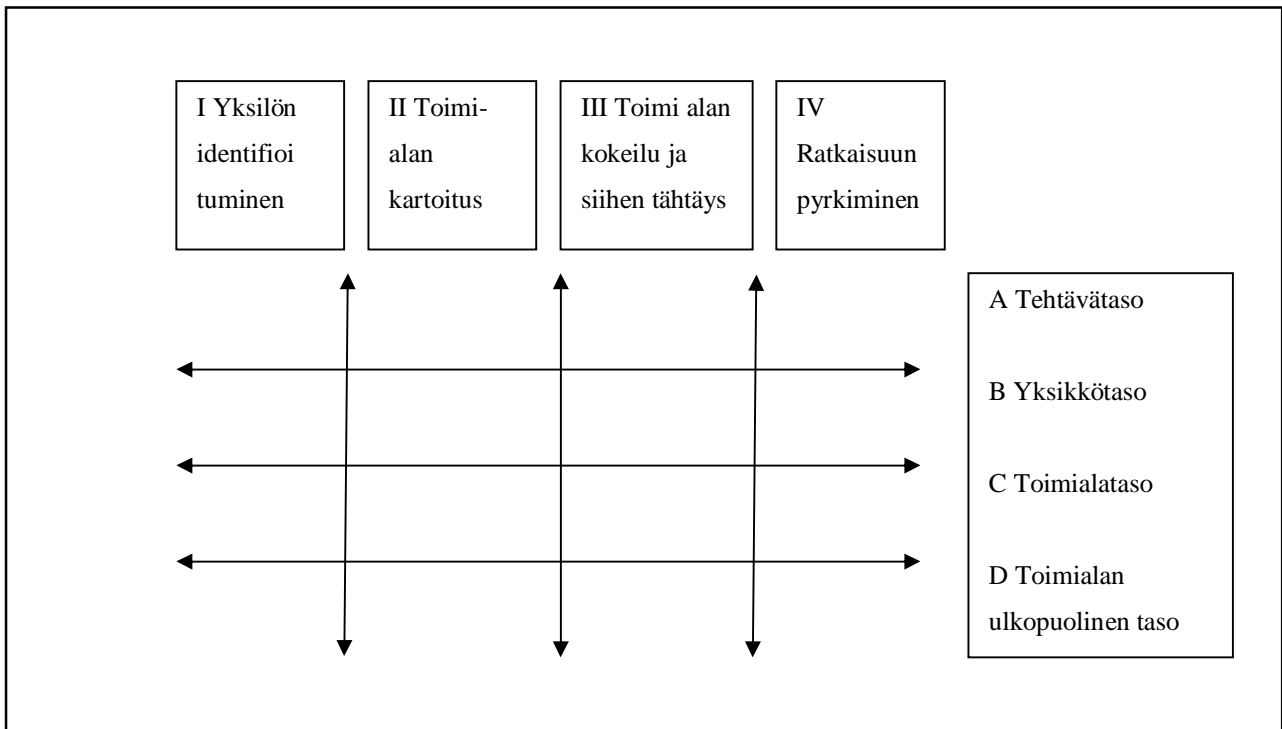 I Yksilön
identifioi
tuminen
II Toimi-
alan
kartoitus
III Toimi alan
kokeilu ja
siihen tähtäys
IV
Ratkaisuun
pyrkiminen
A Tehtävätaso
B Yksikkötaso
C Toimialataso
D Toimialan
ulkopuolinen taso